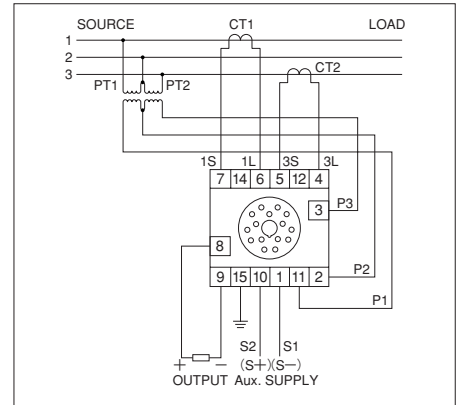 SOURCE CT1 LOAD
1
2
3
CT2
PT1 PT2
1S 1L 3S 3L
7 14 6 5 12 4
3 P3
8
P2
9 15 10 1 11 2
P1
S2 S1
+ − (S+)(S−)
OUTPUT Aux. SUPPLY